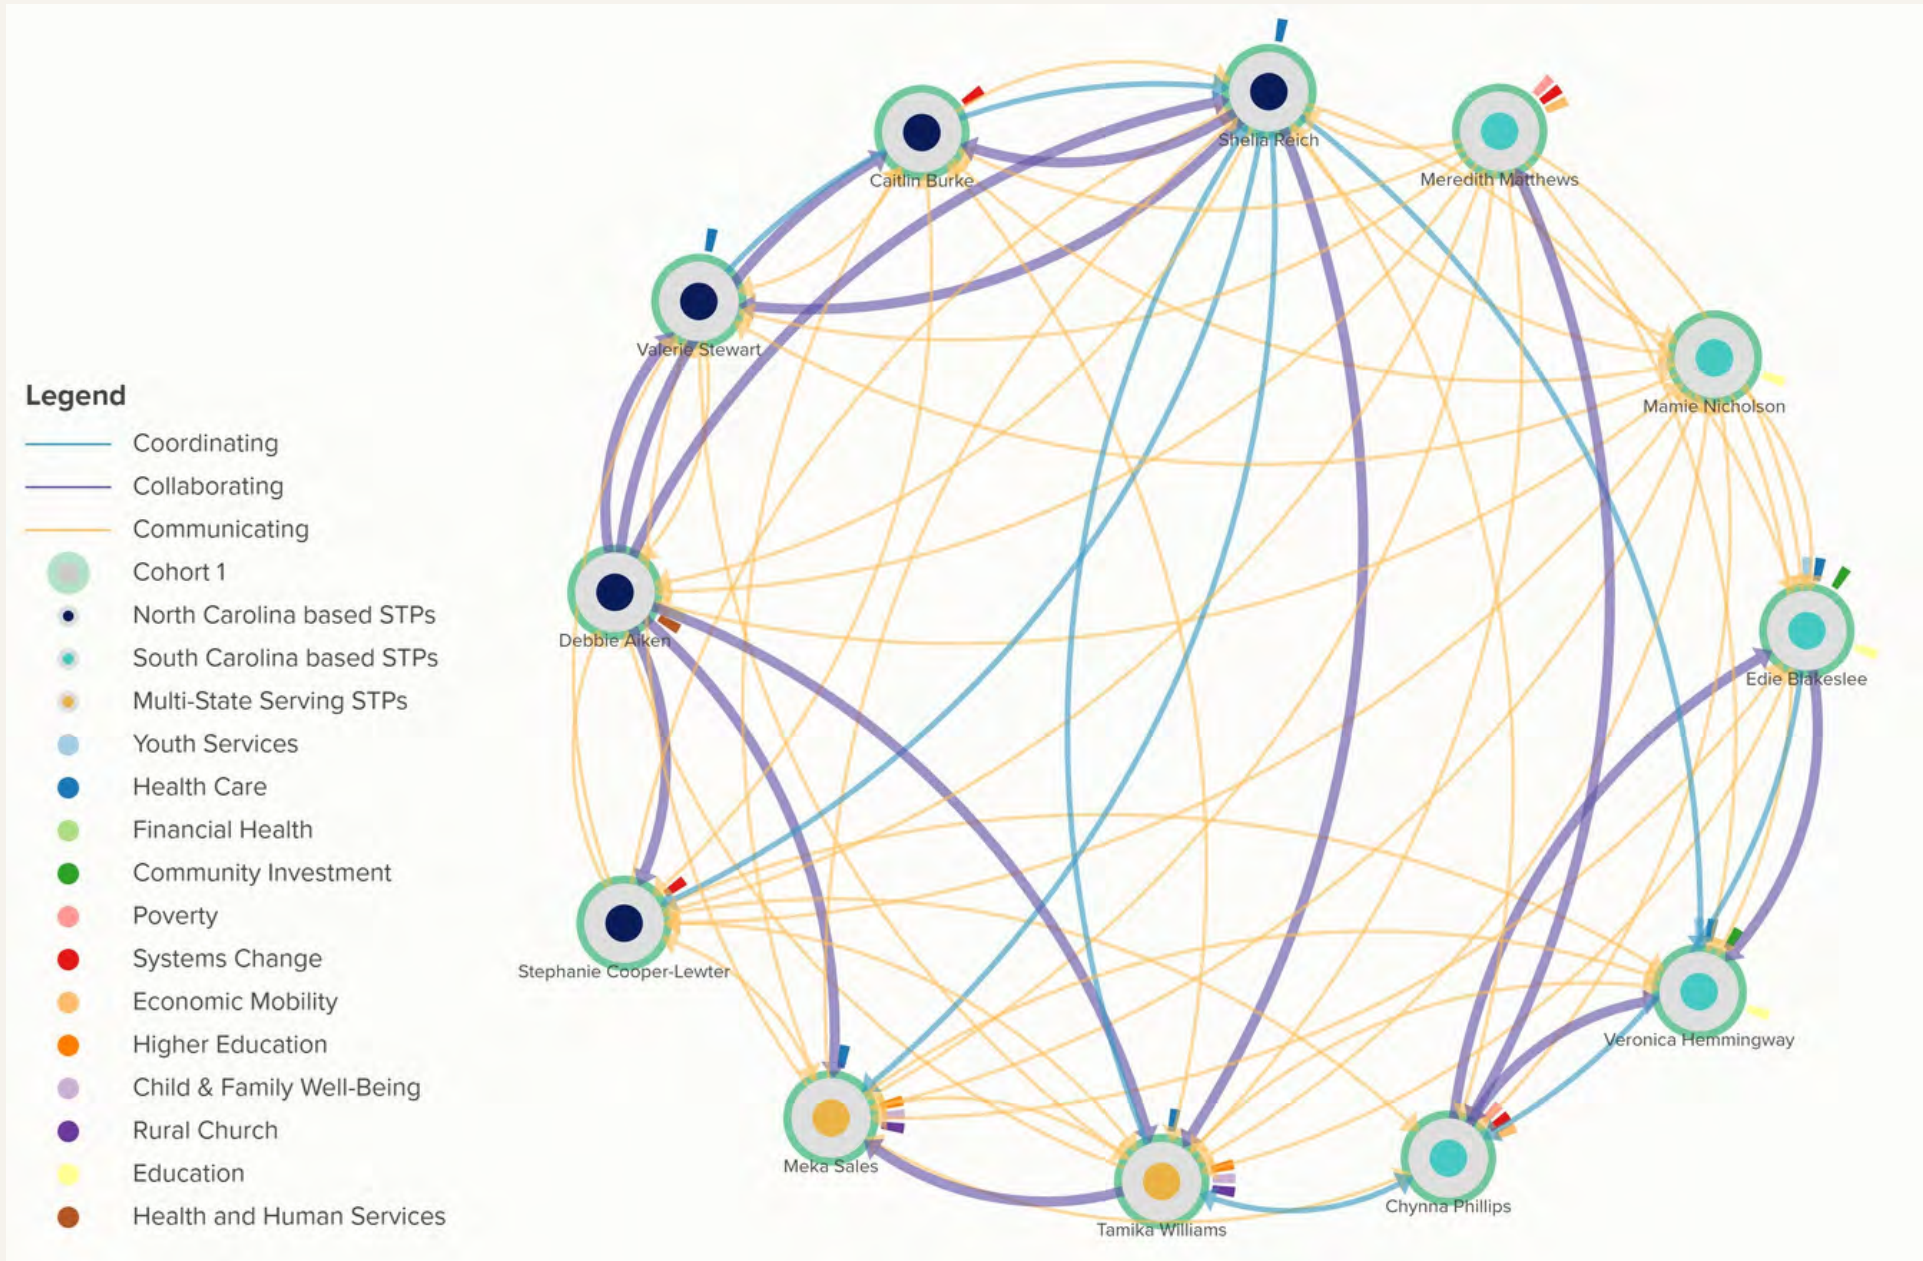 Shelia Reich
Caitlin Burke
Meredith Matthews
Valerie Stewart
Mamie Nicholson
Debbie Aiken
Edie Blakeslee
Stephanie Cooper-Lewter
Veronica Hemmingway
Meka Sales
Tamika Williams
Chynna Phillips
Legend
Coordinating
Collaborating
Communicating
Cohort 1
North Carolina based STPs
South Carolina based STPs
Multi-State Serving STPs
Youth Services
Health Care
Financial Health
Community Investment
Poverty
Systems Change
Economic Mobility
Higher Education
Child & Family Well-Being
Rural Church
Education
Health and Human Services